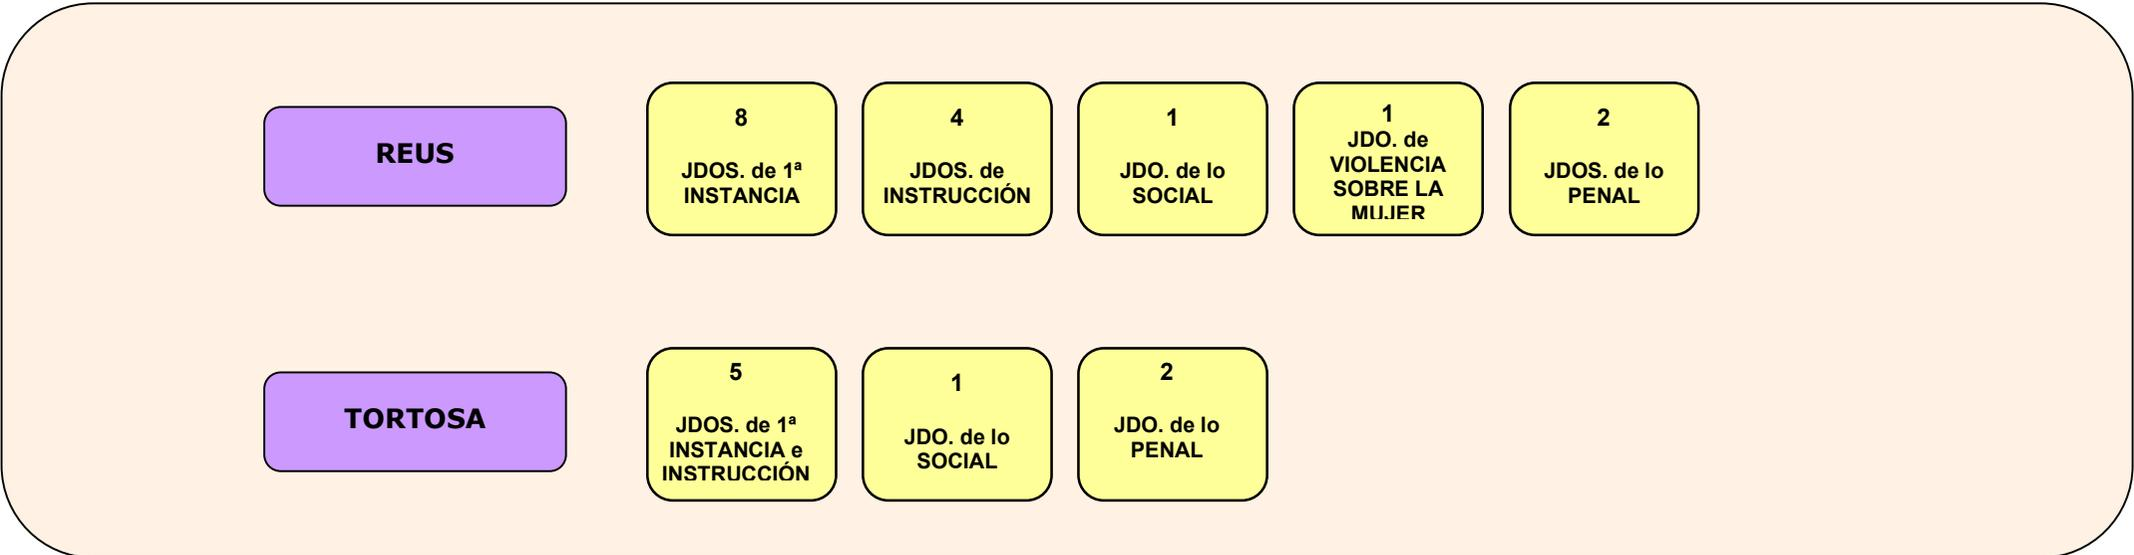 REUS
8
JDOS. de 1ª
INSTANCIA
4
JDOS. de
INSTRUCCIÓN
1
JDO. de lo
SOCIAL
1
JDO. de
VIOLENCIA
SOBRE LA
MUJER
2
JDOS. de lo
PENAL
TORTOSA
5
JDOS. de 1ª
INSTANCIA e
INSTRUCCIÓN
1
JDO. de lo
SOCIAL
2
JDO. de lo
PENAL